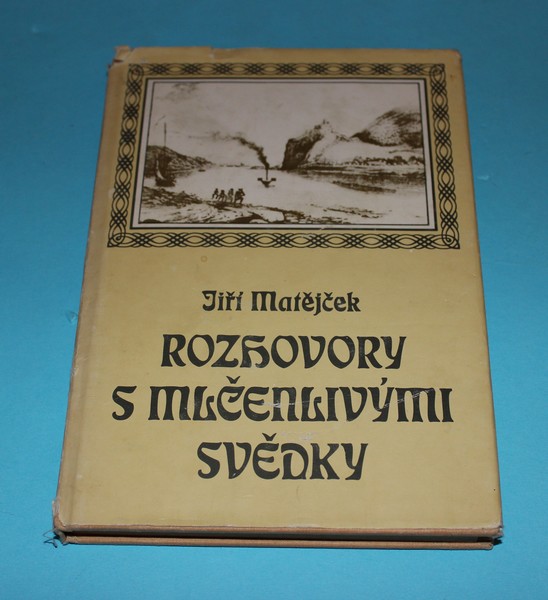 Jiří Matějček
ROZHOVORY
S MLČENLIVÝMI
SVĚDKY